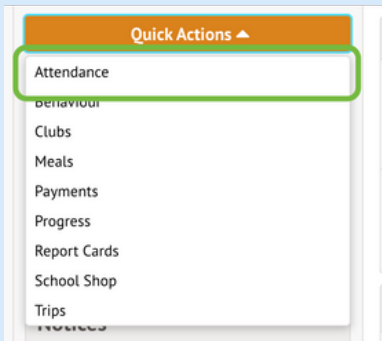 Quick Actions ▲
Attendance
Behaviour
Clubs
Meals
Payments
Progress
Report Cards
School Shop
Trips
Notices